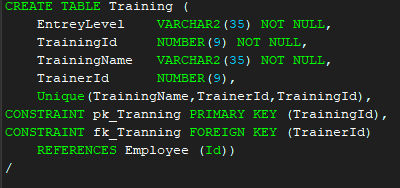 CREATE TABLE Training (
EntreyLevel VARCHAR2(35) NOT NULL,
TrainingId NUMBER(9) NOT NULL,
TrainingName VARCHAR2(35) NOT NULL,
TrainerId NUMBER(9),
Unique(TrainingName,TrainerId,TrainingId),
CONSTRAINT pk_Tranning PRIMARY KEY (TrainingId),
CONSTRAINT fk_Tranning FOREIGN KEY (TrainerId)
REFERENCES Employee (Id))
/